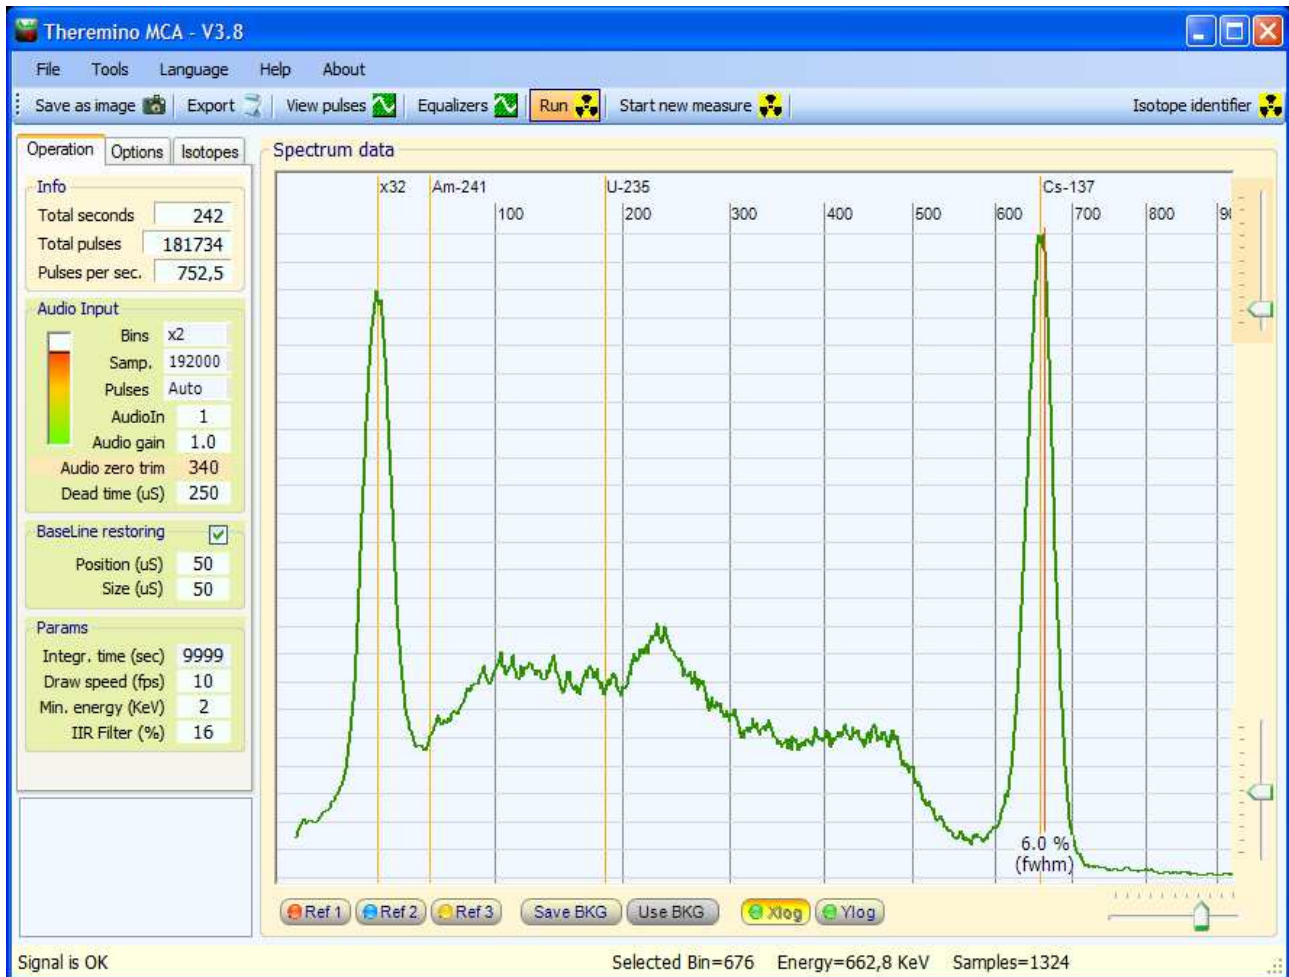 Theremino MCA - V3.8
File Tools Language Help About
Save as image Export View pulses Equalizers Run Start new measure Isotope identifier
Operation Options Isotopes
Info
Total seconds 242
Total pulses 181734
Pulses per sec. 752,5
Audio Input
Bins x2
Samp. 192000
Pulses Auto
AudioIn 1
Audio gain 1.0
Audio zero trim 340
Dead time (uS) 250
BaseLine restoring
Position (uS) 50
Size (uS) 50
Params
Integr. time (sec) 9999
Draw speed (fps) 10
Min. energy (KeV) 2
IIR Filter (%) 16
Spectrum data
x32 Am-241 U-235 Cs-137
100 200 300 400 500 600 700 800
6.0 %
(fwhm)
Ref 1 Ref 2 Ref 3 Save BKG Use BKG Xlog Ylog
Signal is OK Selected Bin=676 Energy=662,8 KeV Samples=1324